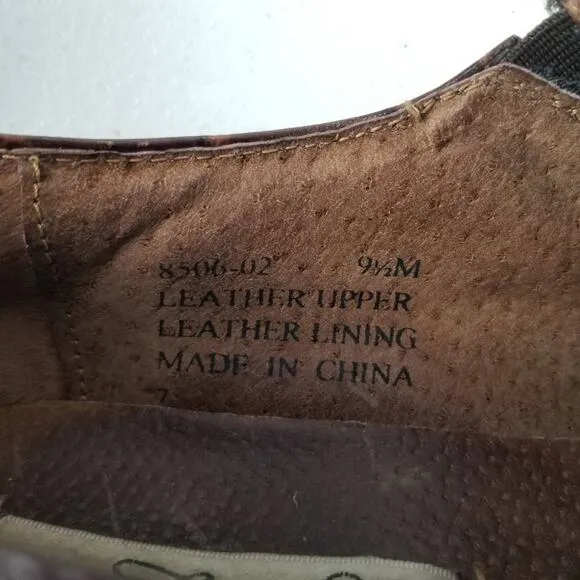 8506-02 9½M
LEATHER UPPER
LEATHER LINING
MADE IN CHINA
7